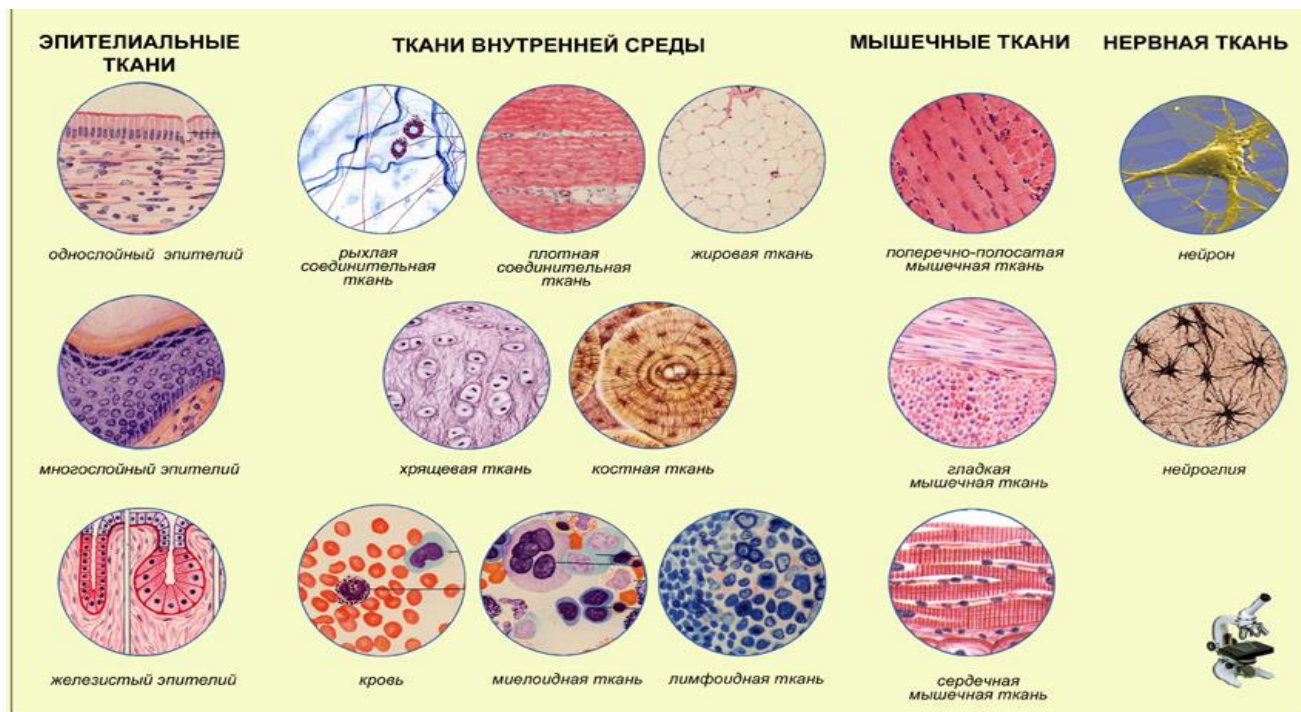 ЭПИТЕЛИАЛЬНЫЕ
ТКАНИ
ТКАНИ ВНУТРЕННЕЙ СРЕДЫ
МЫШЕЧНЫЕ ТКАНИ
НЕРВНАЯ ТКАНЬ
однослойный эпителий
рыхлая
соединительная
ткань
плотная
соединительная
ткань
жировая ткань
поперечно-полосатая
мышечная ткань
нейрон
многослойный эпителий
хрящевая ткань
костная ткань
гладкая
мышечная ткань
нейроглия
железистый эпителий
кровь
миелоидная ткань
лимфоидная ткань
сердечная
мышечная ткань